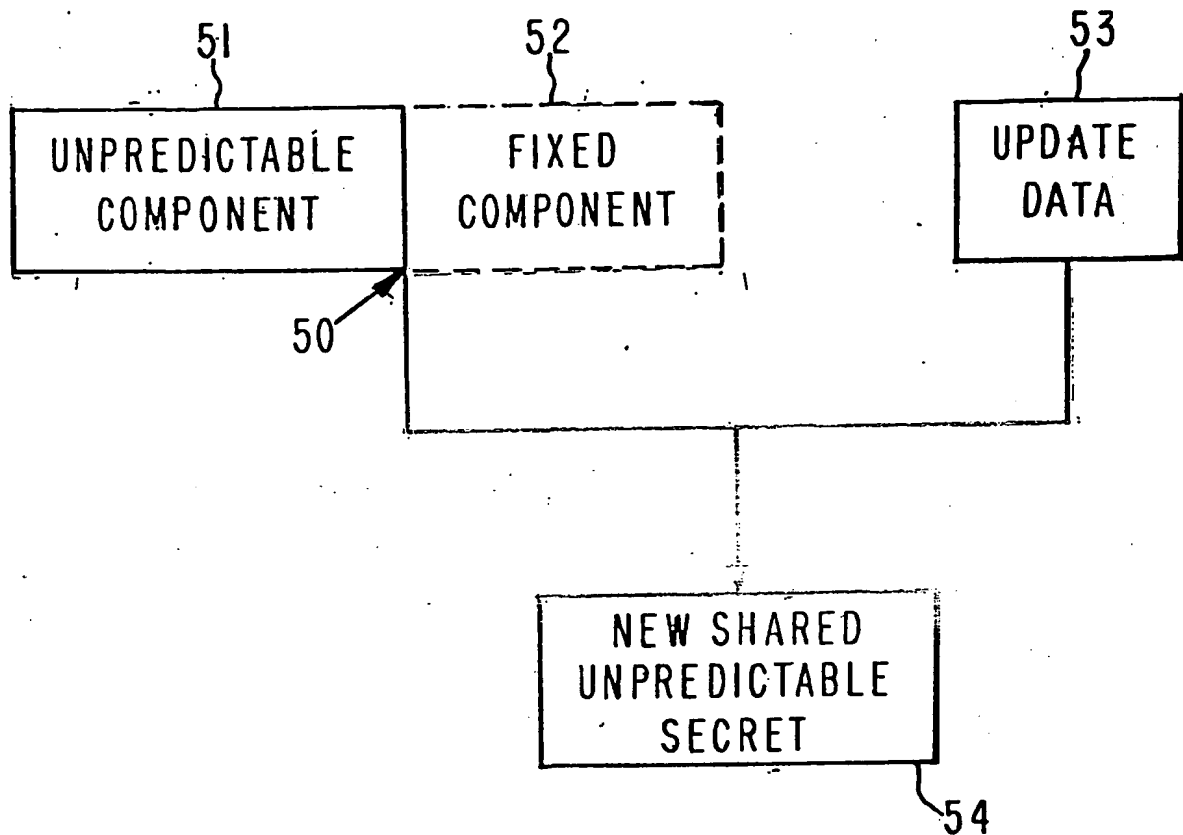 51
52
53
UNPREDICTABLE
COMPONENT
FIXED
COMPONENT
UPDATE
DATA
50
NEW SHARED
UNPREDICTABLE
SECRET
54